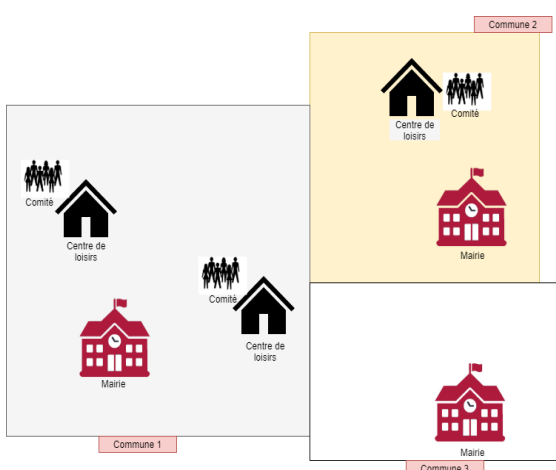 Commune 2
Centre de
loisirs
Comité
Mairie
Comité
Centre de
loisirs
Comité
Centre de
loisirs
Mairie
Commune 1
Mairie
Commune 3